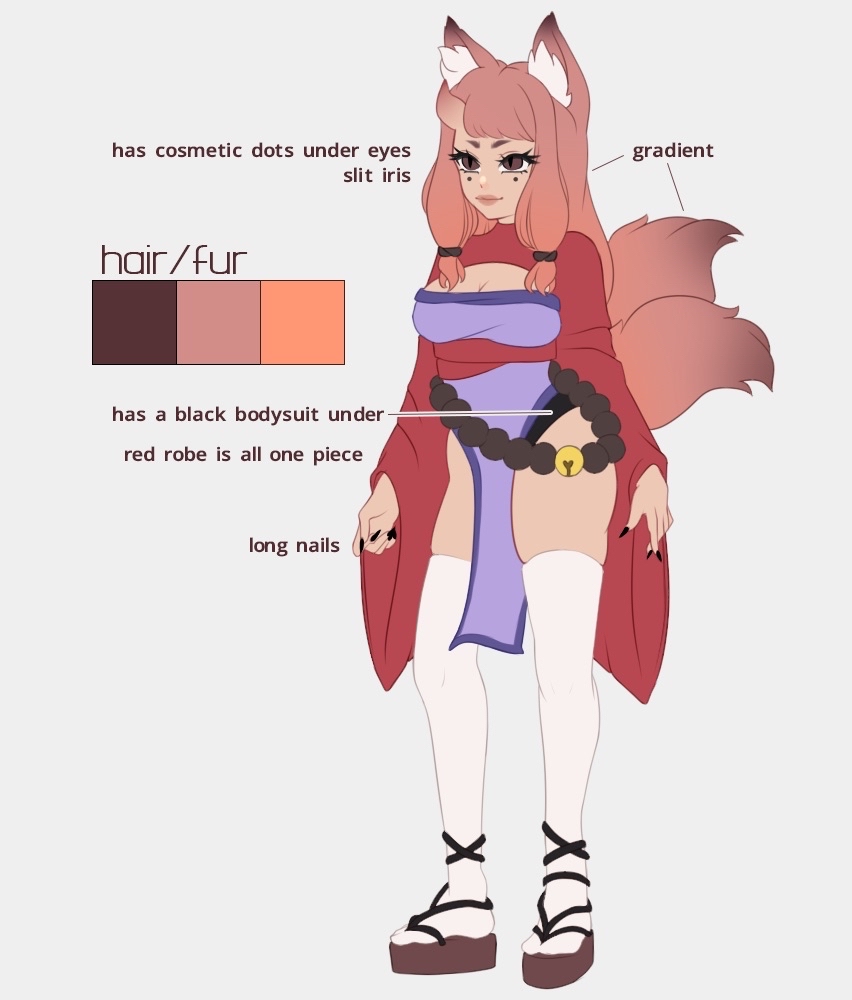 has cosmetic dots under eyes
slit iris
gradient
hair/fur
has a black bodysuit under
red robe is all one piece
long nails